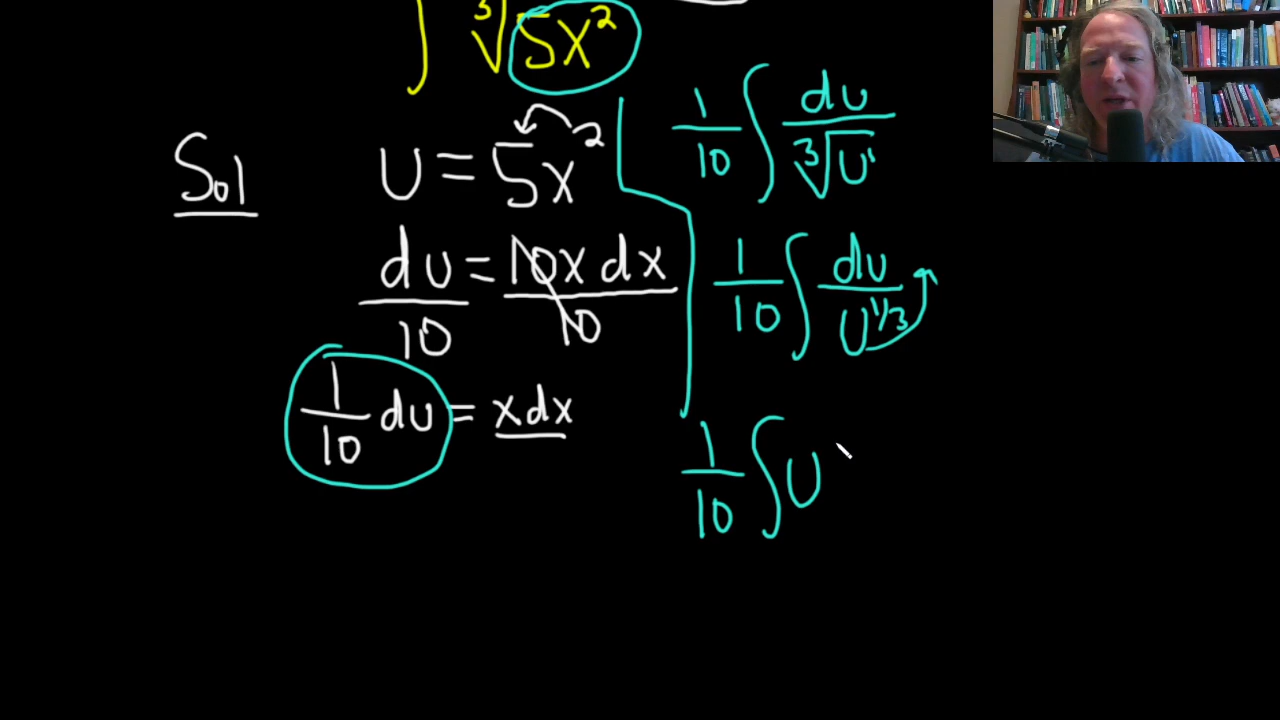 ∫ ∛5x²
Sol
U = 5x²
du/10 = 10x dx/10
1/10 du = x dx
1/10 ∫ du/∛U¹
1/10 ∫ du/U^1/3
1/10 ∫ U